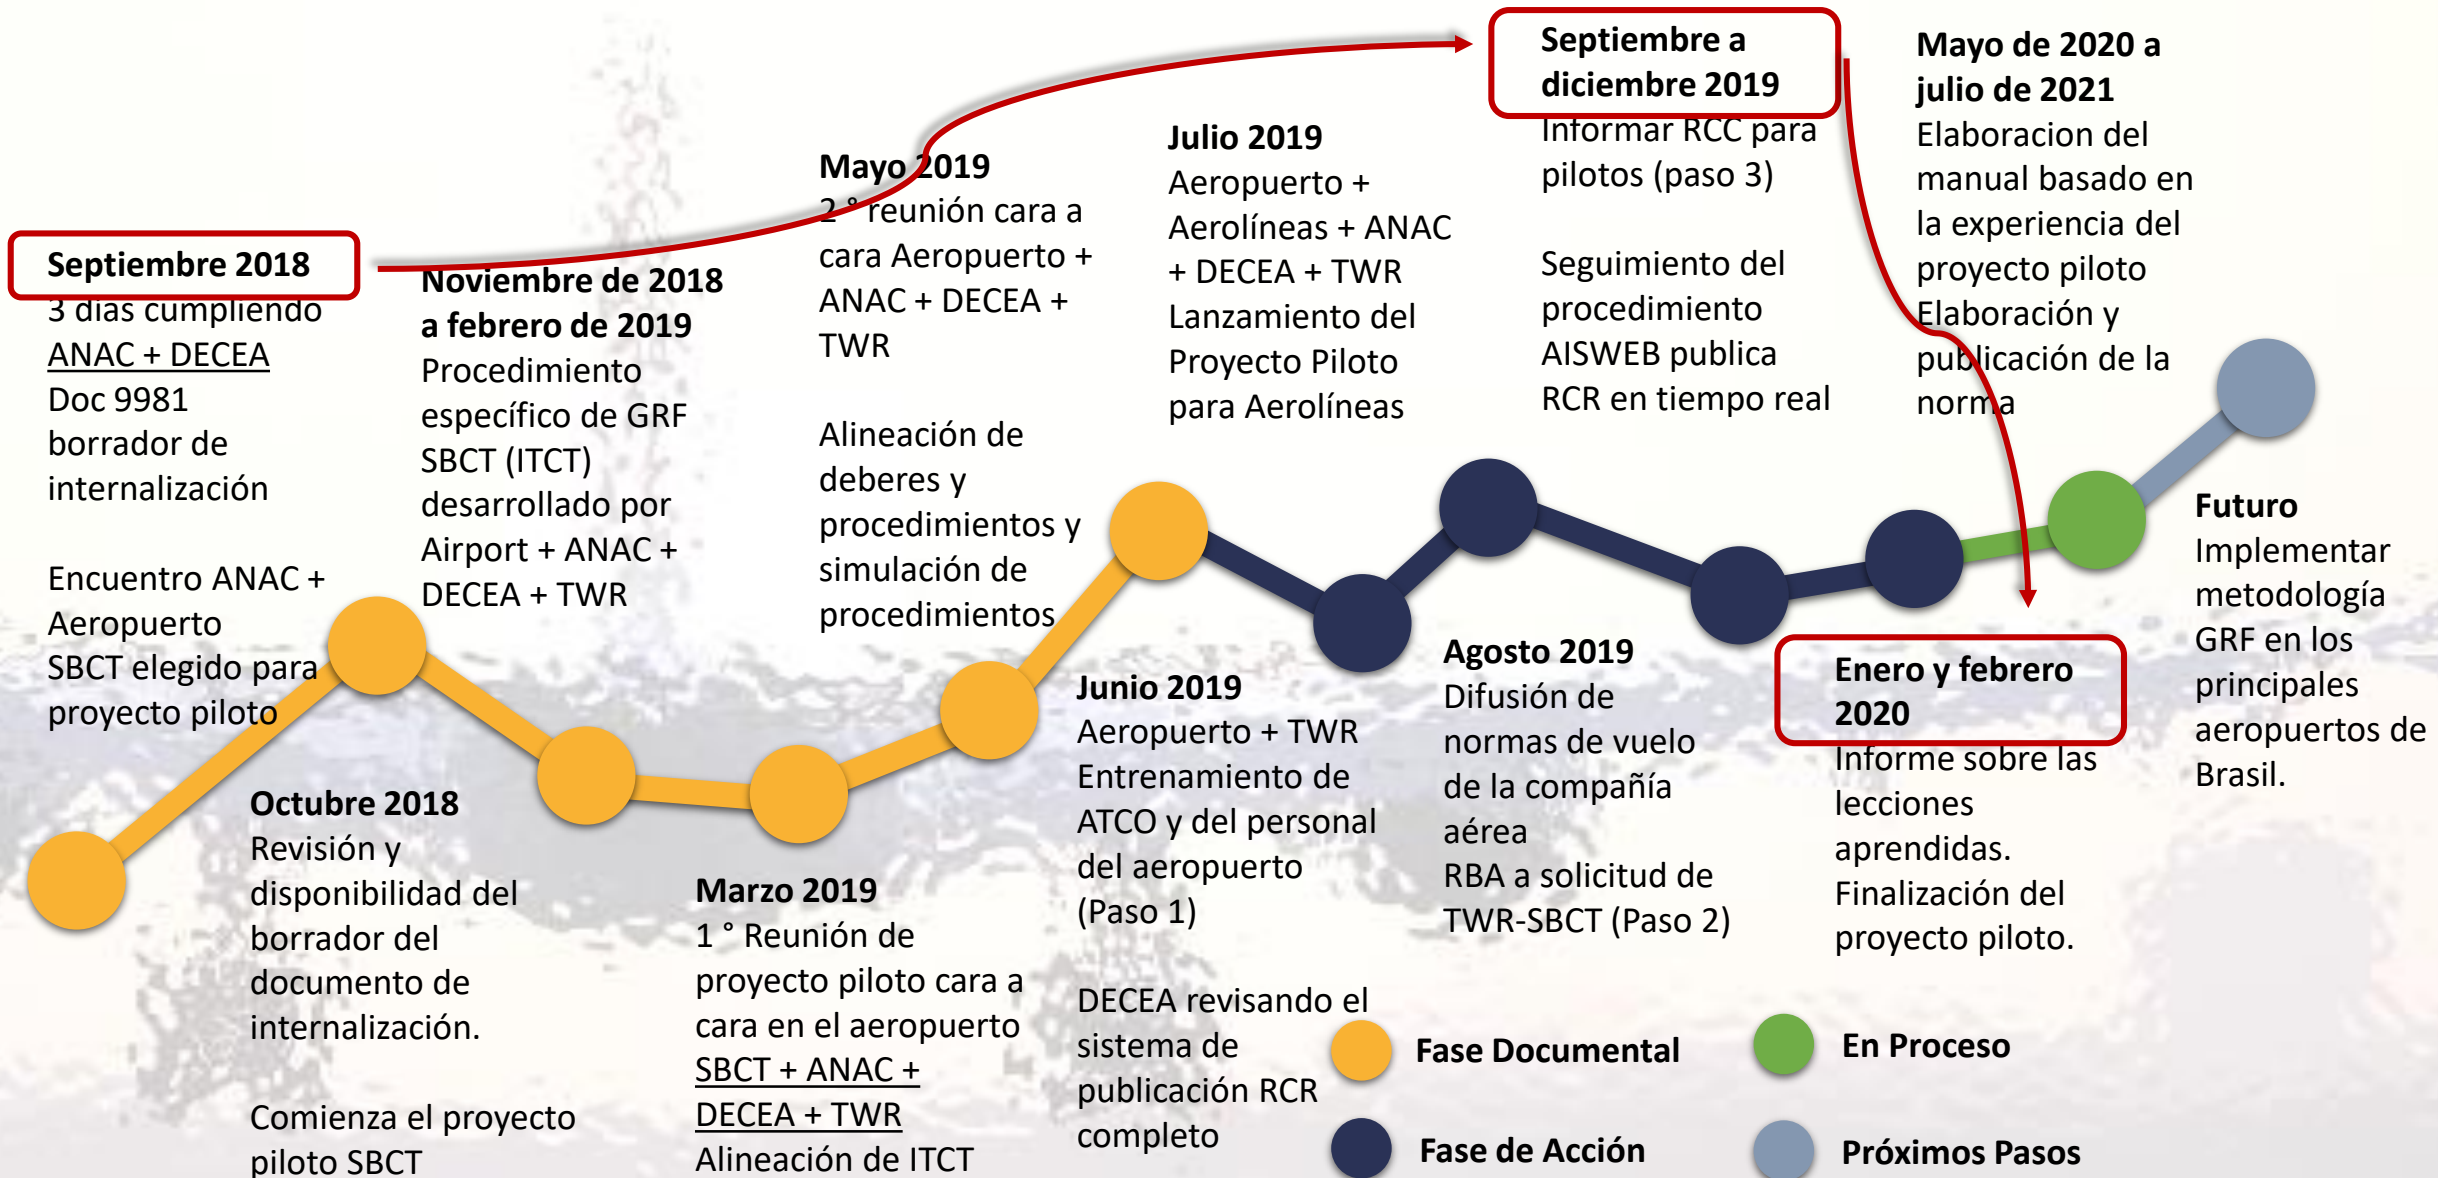 Septiembre 2018
3 días cumpliendo
ANAC + DECEA
Doc 9981
borrador de
internalización
Encuentro ANAC +
Aeropuerto
SBCT elegido para
proyecto piloto
Octubre 2018
Revisión y
disponibilidad del
borrador del
documento de
internalización.
Comienza el proyecto
piloto SBCT
Noviembre de 2018
a febrero de 2019
Procedimiento
específico de GRF
SBCT (ITCT)
desarrollado por
Airport + ANAC +
DECEA + TWR
Marzo 2019
1 ° Reunión de
proyecto piloto cara a
cara en el aeropuerto
SBCT + ANAC +
DECEA + TWR
Alineación de ITCT
Mayo 2019
2 ° reunión cara a
cara Aeropuerto +
ANAC + DECEA +
TWR
Alineación de
deberes y
procedimientos y
simulación de
procedimientos
Junio 2019
Aeropuerto + TWR
Entrenamiento de
ATCO y del personal
del aeropuerto
(Paso 1)
DECEA revisando el
sistema de
publicación RCR
completo
Julio 2019
Aeropuerto +
Aerolíneas + ANAC
+ DECEA + TWR
Lanzamiento del
Proyecto Piloto
para Aerolíneas
Agosto 2019
Difusión de
normas de vuelo
de la compañía
aérea
RBA a solicitud de
TWR-SBCT (Paso 2)
Septiembre a
diciembre 2019
Informar RCC para
pilotos (paso 3)
Seguimiento del
procedimiento
AISWEB publica
RCR en tiempo real
Enero y febrero
2020
Informe sobre las
lecciones
aprendidas.
Finalización del
proyecto piloto.
Mayo de 2020 a
julio de 2021
Elaboracion del
manual basado en
la experiencia del
proyecto piloto
Elaboración y
publicación de la
norma
Futuro
Implementar
metodología
GRF en los
principales
aeropuertos de
Brasil.
Fase Documental
En Proceso
Fase de Acción
Próximos Pasos